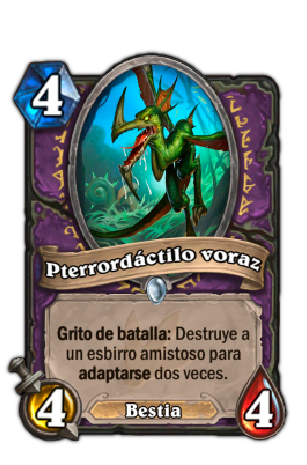 4
Pterrordáctilo voraz
Grito de batalla: Destruye a
un esbirro amistoso para
adaptarse dos veces.
4
Bestia
4